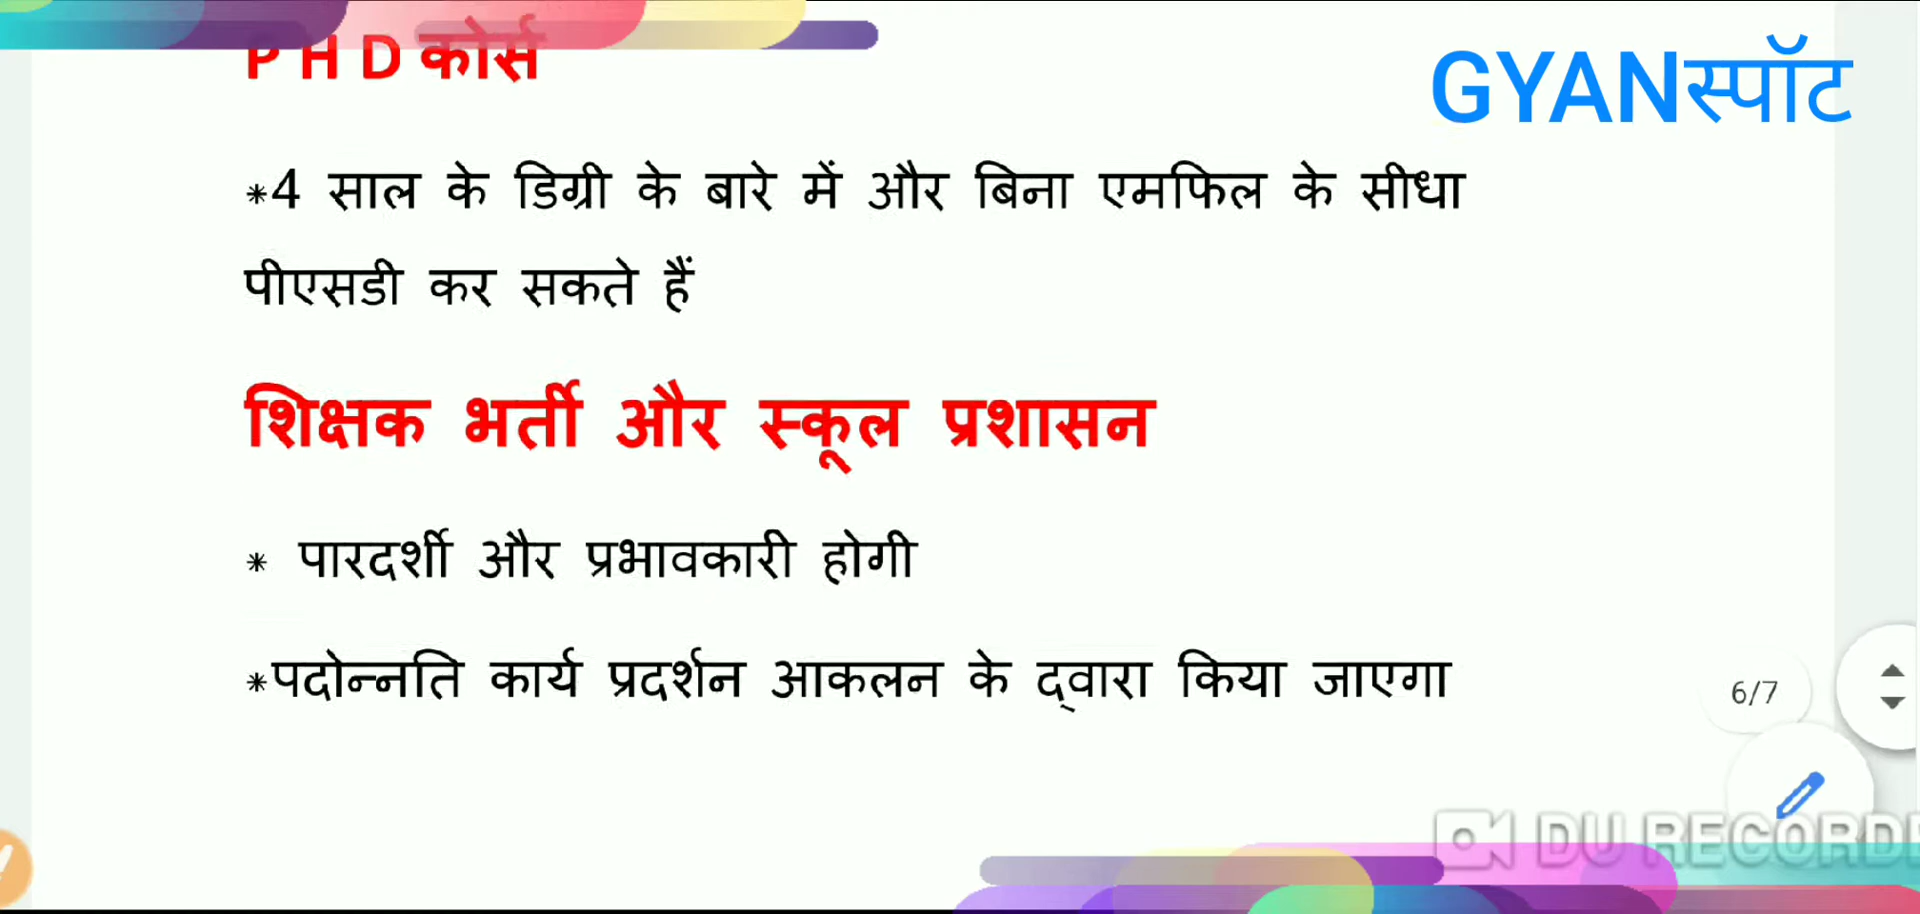 P H D कोर्स
GYANस्पॉट
*4 साल के डिग्री के बारे में और बिना एमफिल के सीधा
पीएसडी कर सकते हैं
शिक्षक भर्ती और स्कूल प्रशासन
* पारदर्शी और प्रभावकारी होगी
*पदोन्नति कार्य प्रदर्शन आकलन के द्वारा किया जाएगा
6/7
DU RECORDE